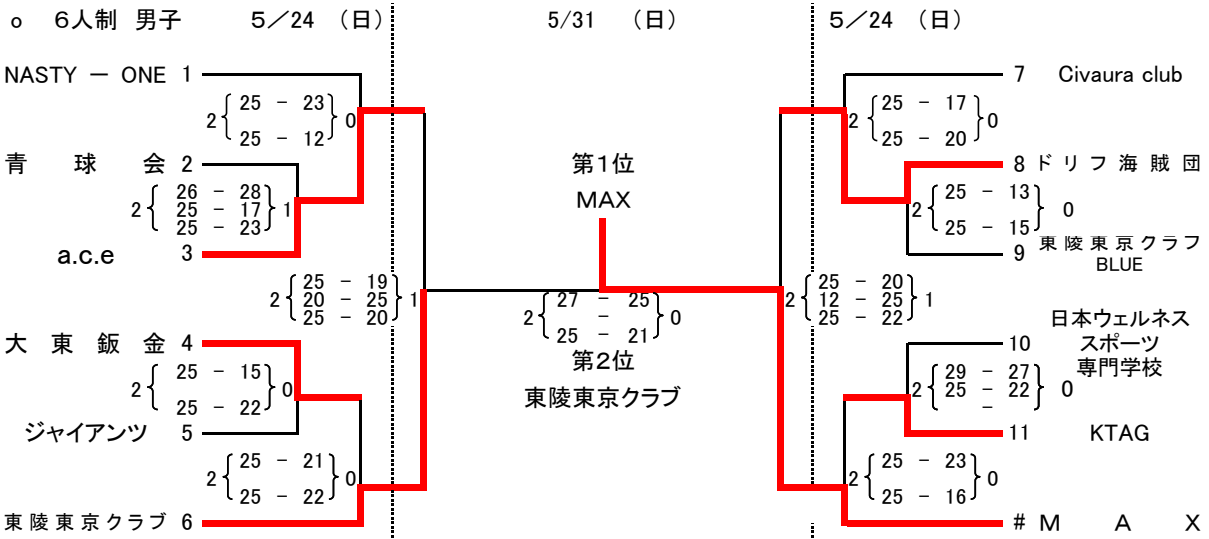 o 6人制 男子 5／24 （日） 5/31 （日） 5／24 （日）
NASTY － ONE 1
2 25 - 23 0
25 - 12
青 球 会 2
2 26 - 28 1
25 - 17
25 - 23
a.c.e 3
2 25 - 19 1
20 - 25
25 - 20
大 東 鈑 金 4
2 25 - 15 0
25 - 22
ジャイアンツ 5
2 25 - 21 0
25 - 22
東陵東京クラブ 6
第1位
MAX
2 27 - 25 0
-
25 - 21
第2位
東陵東京クラブ
7 Civaura club
2 25 - 17 0
25 - 20
8 ドリフ海賊団
2 25 - 13 0
25 - 15
9 東陵東京クラフ
BLUE
2 25 - 20 1
12 - 25
25 - 22
日本ウェルネス
10 スポーツ
専門学校
2 29 - 27 0
25 - 22
-
11 KTAG
2 25 - 23 0
25 - 16
# M A X